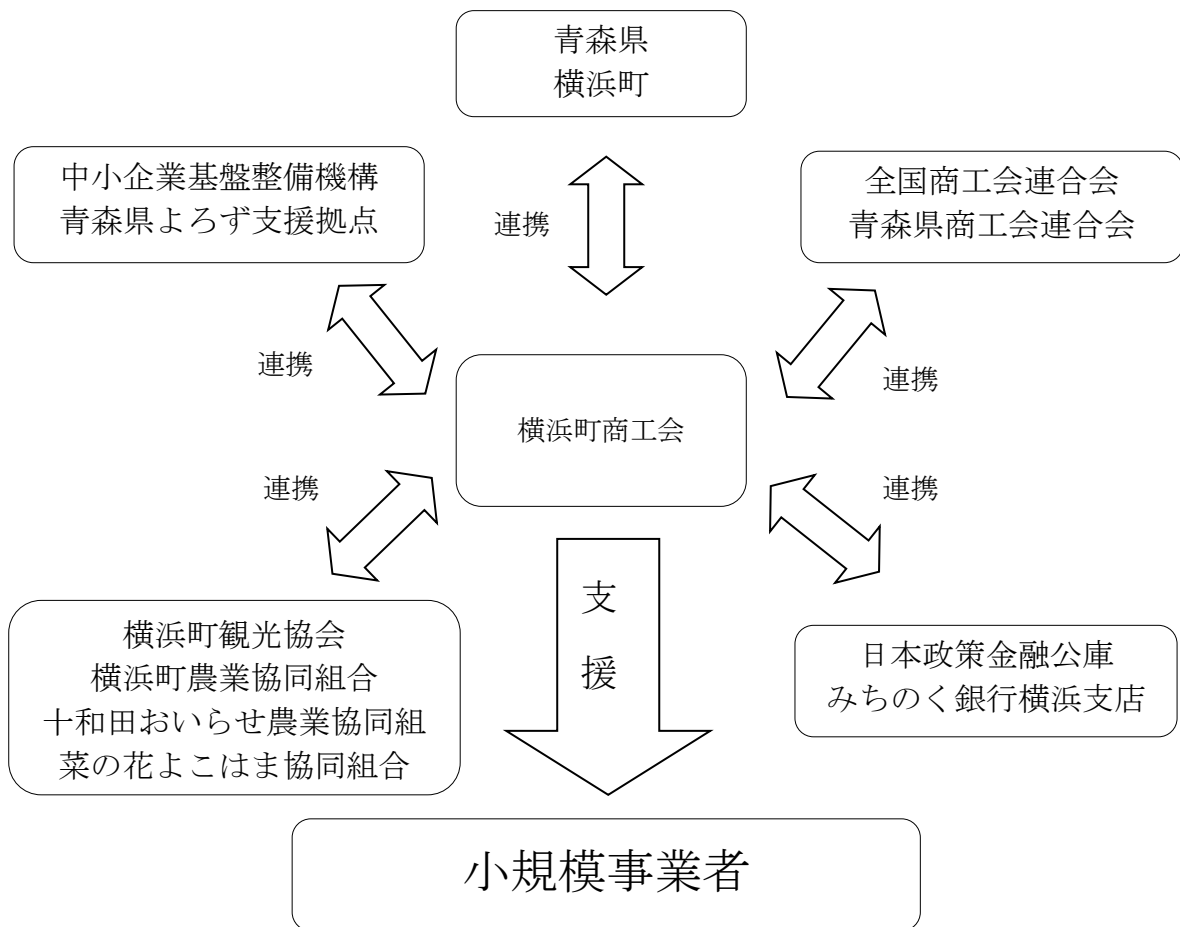 青森県
横浜町
中小企業基盤整備機構
青森県よろず支援拠点
全国商工会連合会
青森県商工会連合会
連携
連携
連携
横浜町商工会
連携
連携
支援
横浜町観光協会
横浜町農業協同組合
十和田おいらせ農業協同組
菜の花よこはま協同組合
日本政策金融公庫
みちのく銀行横浜支店
小規模事業者